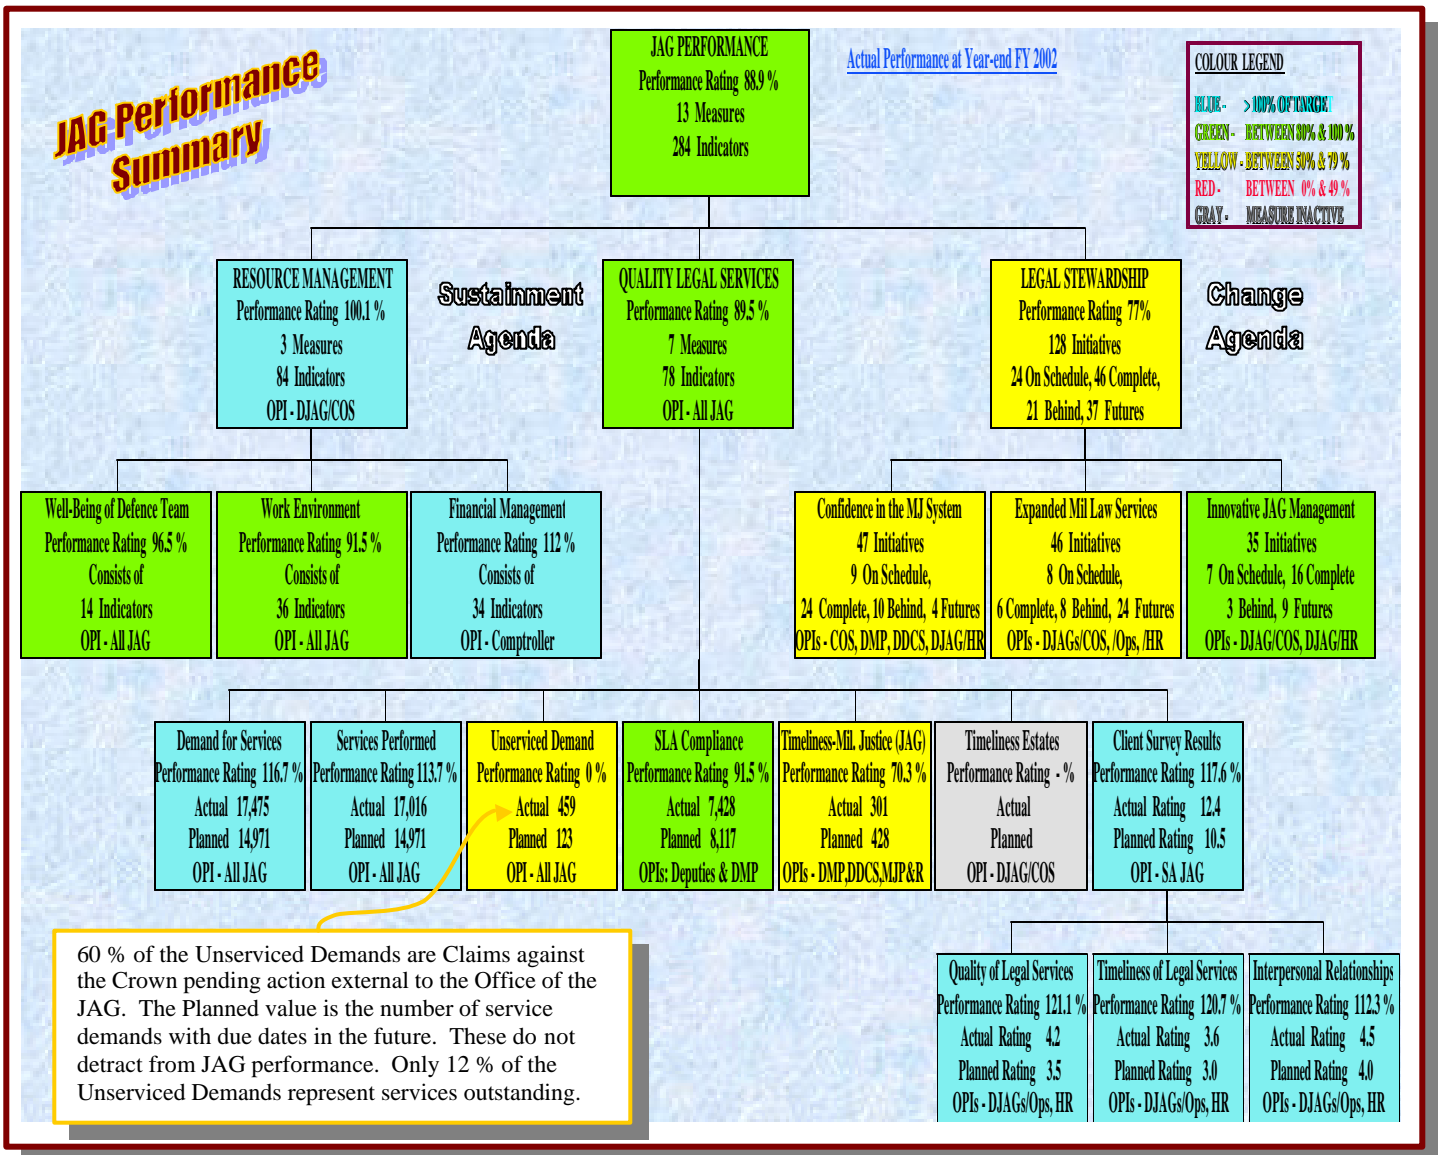 JAG Performance
Summary
JAG PERFORMANCE
Performance Rating 88.9 %
13 Measures
284 Indicators
Actual Performance at Year-end FY 2002
COLOUR LEGEND
BLUE - > 100% OF TARGET
GREEN - BETWEEN 80% & 100 %
YELLOW - BETWEEN 50% & 79 %
RED - BETWEEN 0% & 49 %
GRAY - MEASURE INACTIVE
RESOURCE MANAGEMENT
Performance Rating 100.1 %
3 Measures
84 Indicators
OPI - DJAG/COS
Sustainment
Agenda
QUALITY LEGAL SERVICES
Performance Rating 89.5 %
7 Measures
78 Indicators
OPI - All JAG
LEGAL STEWARDSHIP
Performance Rating 77%
128 Initiatives
24 On Schedule, 46 Complete,
21 Behind, 37 Futures
Change
Agenda
Well-Being of Defence Team
Performance Rating 96.5 %
Consists of
14 Indicators
OPI - All JAG
Work Environment
Performance Rating 91.5 %
Consists of
36 Indicators
OPI - All JAG
Financial Management
Performance Rating 112 %
Consists of
34 Indicators
OPI - Comptroller
Confidence in the MJ System
47 Initiatives
9 On Schedule,
24 Complete, 10 Behind, 4 Futures
OPIs - COS, DMP, DDCS, DJAG/HR
Expanded Mil Law Services
46 Initiatives
8 On Schedule,
6 Complete, 8 Behind, 24 Futures
OPIs - DJAGs/COS, /Ops, /HR
Innovative JAG Management
35 Initiatives
7 On Schedule, 16 Complete
3 Behind, 9 Futures
OPIs - DJAG/COS, DJAG/HR
Demand for Services
Performance Rating 116.7 %
Actual 17,475
Planned 14,971
OPI - All JAG
Services Performed
Performance Rating 113.7 %
Actual 17,016
Planned 14,971
OPI - All JAG
Unserviced Demand
Performance Rating 0 %
Actual 459
Planned 123
OPI - All JAG
SLA Compliance
Performance Rating 91.5 %
Actual 7,428
Planned 8,117
OPIs: Deputies & DMP
Timeliness-Mil. Justice (JAG)
Performance Rating 70.3 %
Actual 301
Planned 428
OPIs - DMP,DDCS,MJP&R
Timeliness Estates
Performance Rating - %
Actual
Planned
OPI - DJAG/COS
Client Survey Results
Performance Rating 117.6 %
Actual Rating 12.4
Planned Rating 10.5
OPI - SA JAG
60 % of the Unserviced Demands are Claims against
the Crown pending action external to the Office of the
JAG. The Planned value is the number of service
demands with due dates in the future. These do not
detract from JAG performance. Only 12 % of the
Unserviced Demands represent services outstanding.
Quality of Legal Services
Performance Rating 121.1 %
Actual Rating 4.2
Planned Rating 3.5
OPIs - DJAGs/Ops, HR
Timeliness of Legal Services
Performance Rating 120.7 %
Actual Rating 3.6
Planned Rating 3.0
OPIs - DJAGs/Ops, HR
Interpersonal Relationships
Performance Rating 112.3 %
Actual Rating 4.5
Planned Rating 4.0
OPIs - DJAGs/Ops, HR